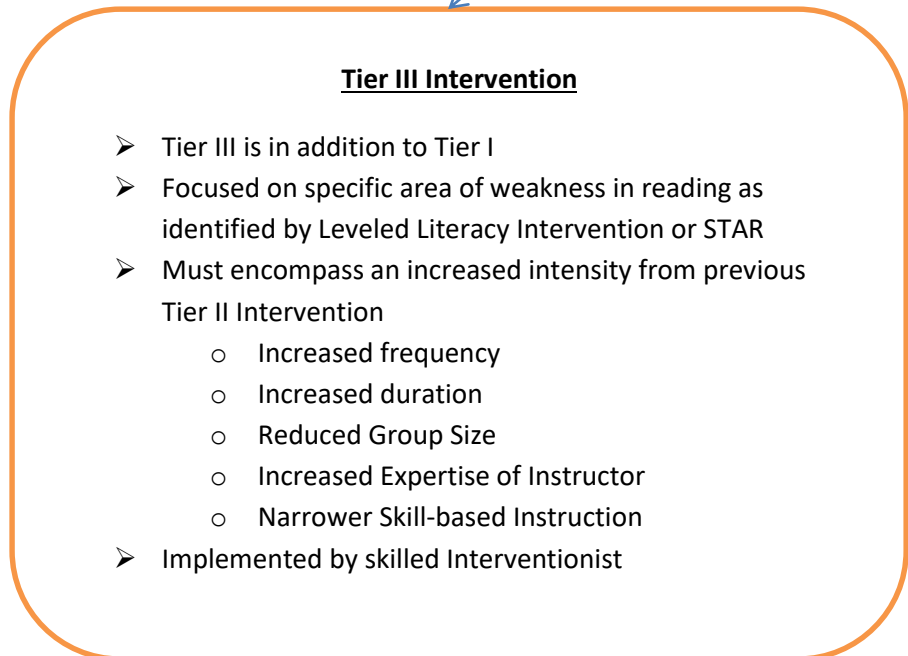 Tier III Intervention
➢ Tier III is in addition to Tier I
➢ Focused on specific area of weakness in reading as
identified by Leveled Literacy Intervention or STAR
➢ Must encompass an increased intensity from previous
Tier II Intervention
o Increased frequency
o Increased duration
o Reduced Group Size
o Increased Expertise of Instructor
o Narrower Skill-based Instruction
➢ Implemented by skilled Interventionist